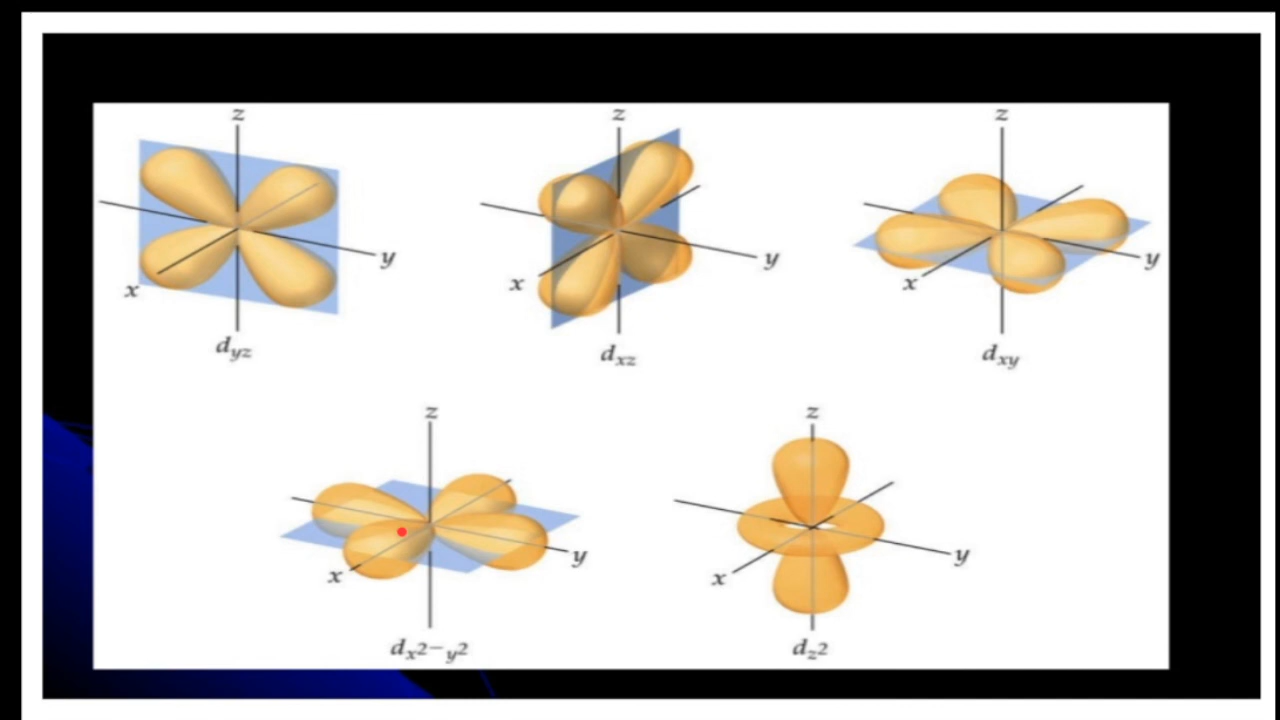 z z z
y y y
x x x
d_yz d_xz d_xy
z z
y y
x x
d_x2-y2 d_z2